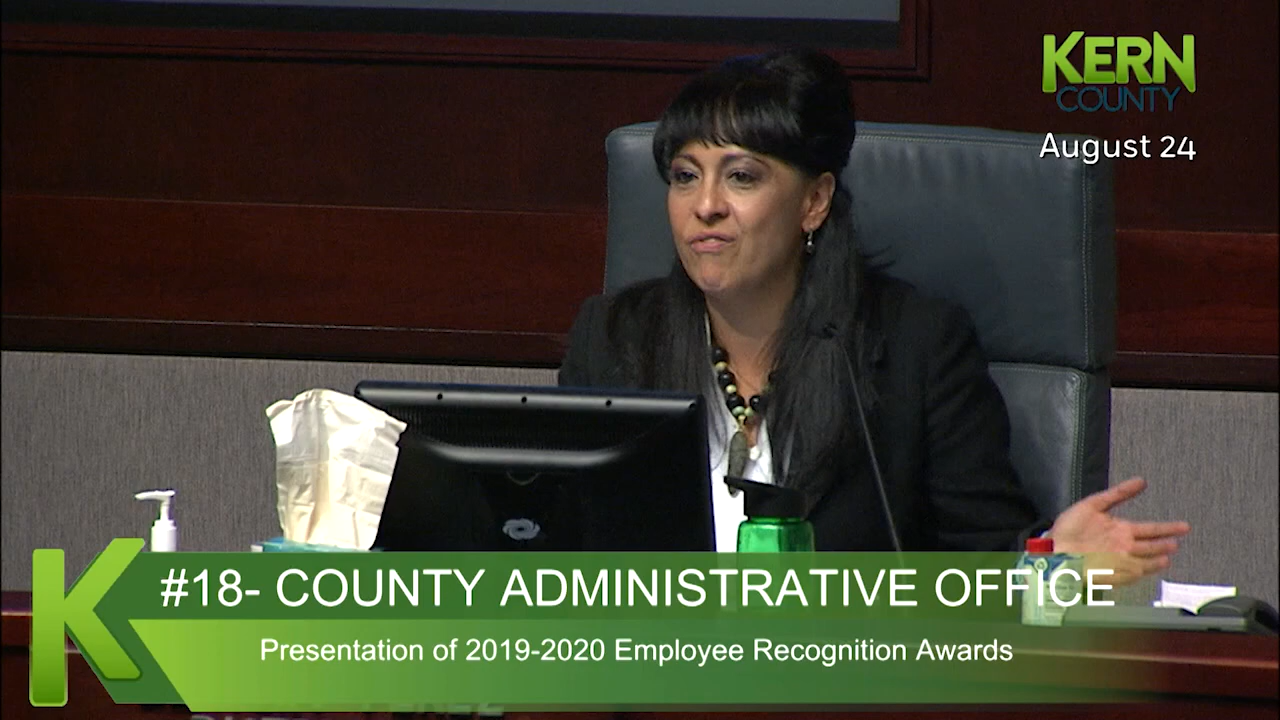 KERN
COUNTY
August 24
K
#18- COUNTY ADMINISTRATIVE OFFICE
Presentation of 2019-2020 Employee Recognition Awards